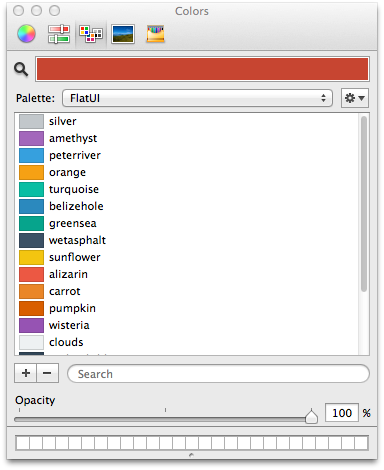 Colors
Palette: FlatUI
silver
amethyst
peterriver
orange
turquoise
belizehole
greensea
wetasphalt
sunflower
alizarin
carrot
pumpkin
wisteria
clouds
+ − Search
Opacity
100 %